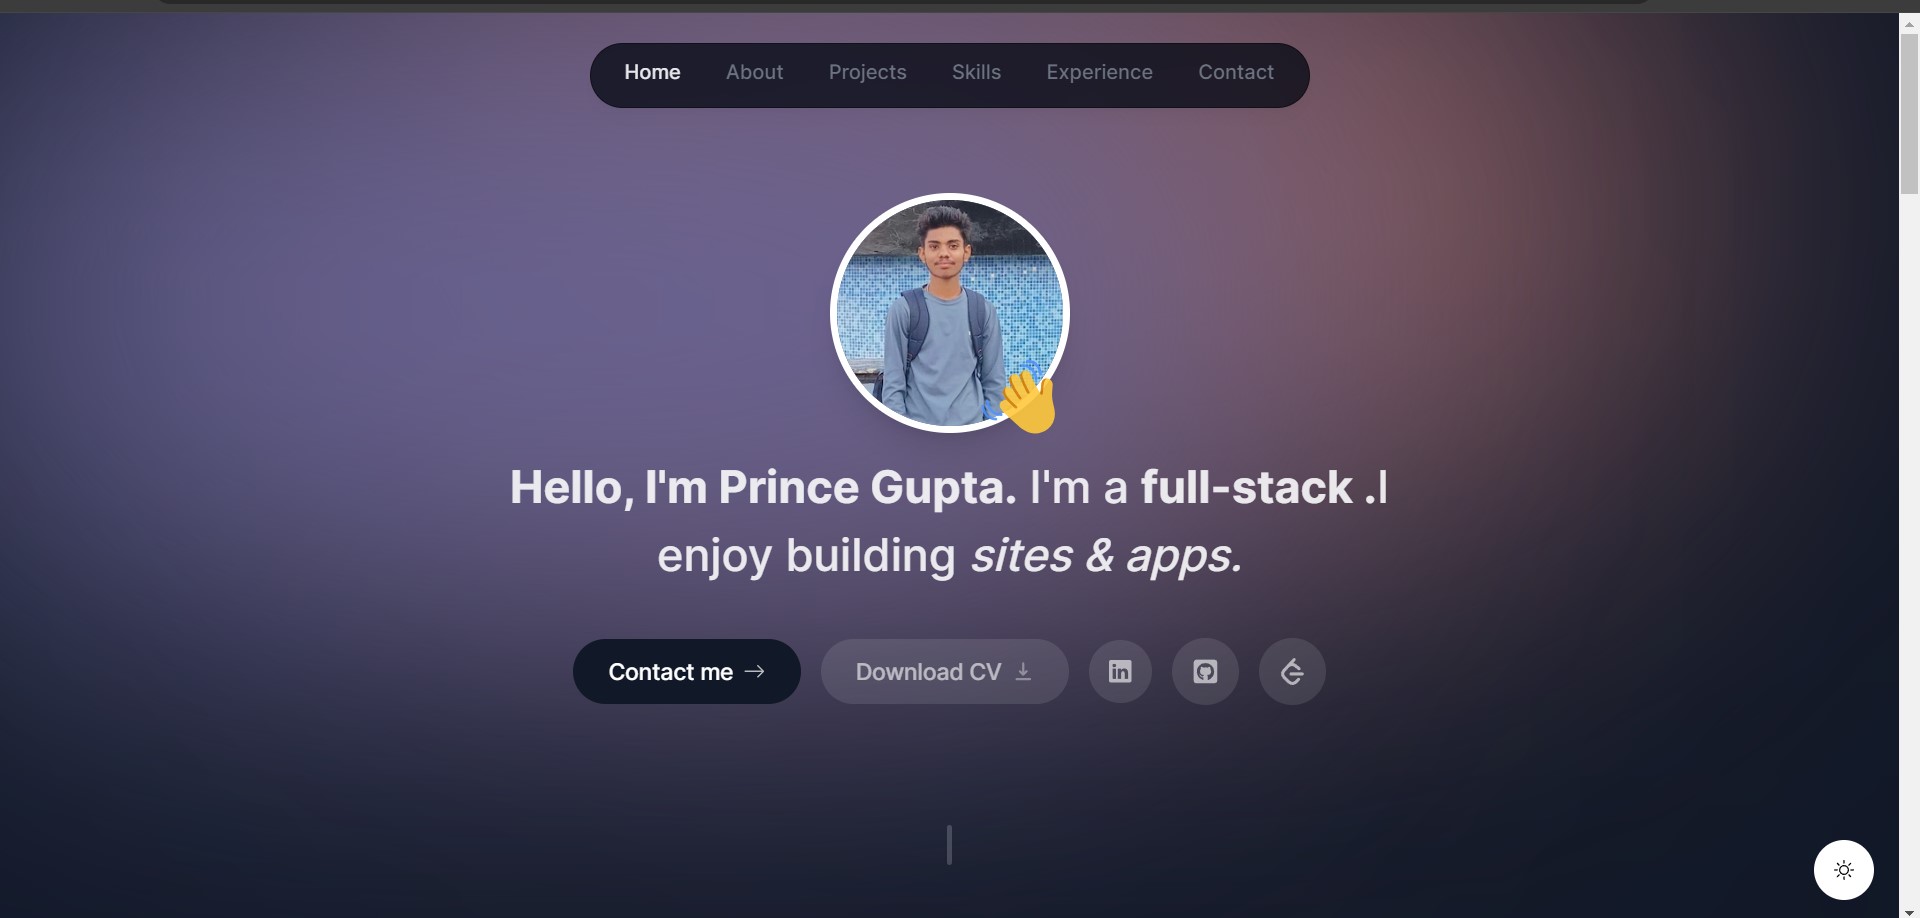 Home About Projects Skills Experience Contact
Hello, I'm Prince Gupta. I'm a full-stack .I
enjoy building sites & apps.
Contact me → Download CV in